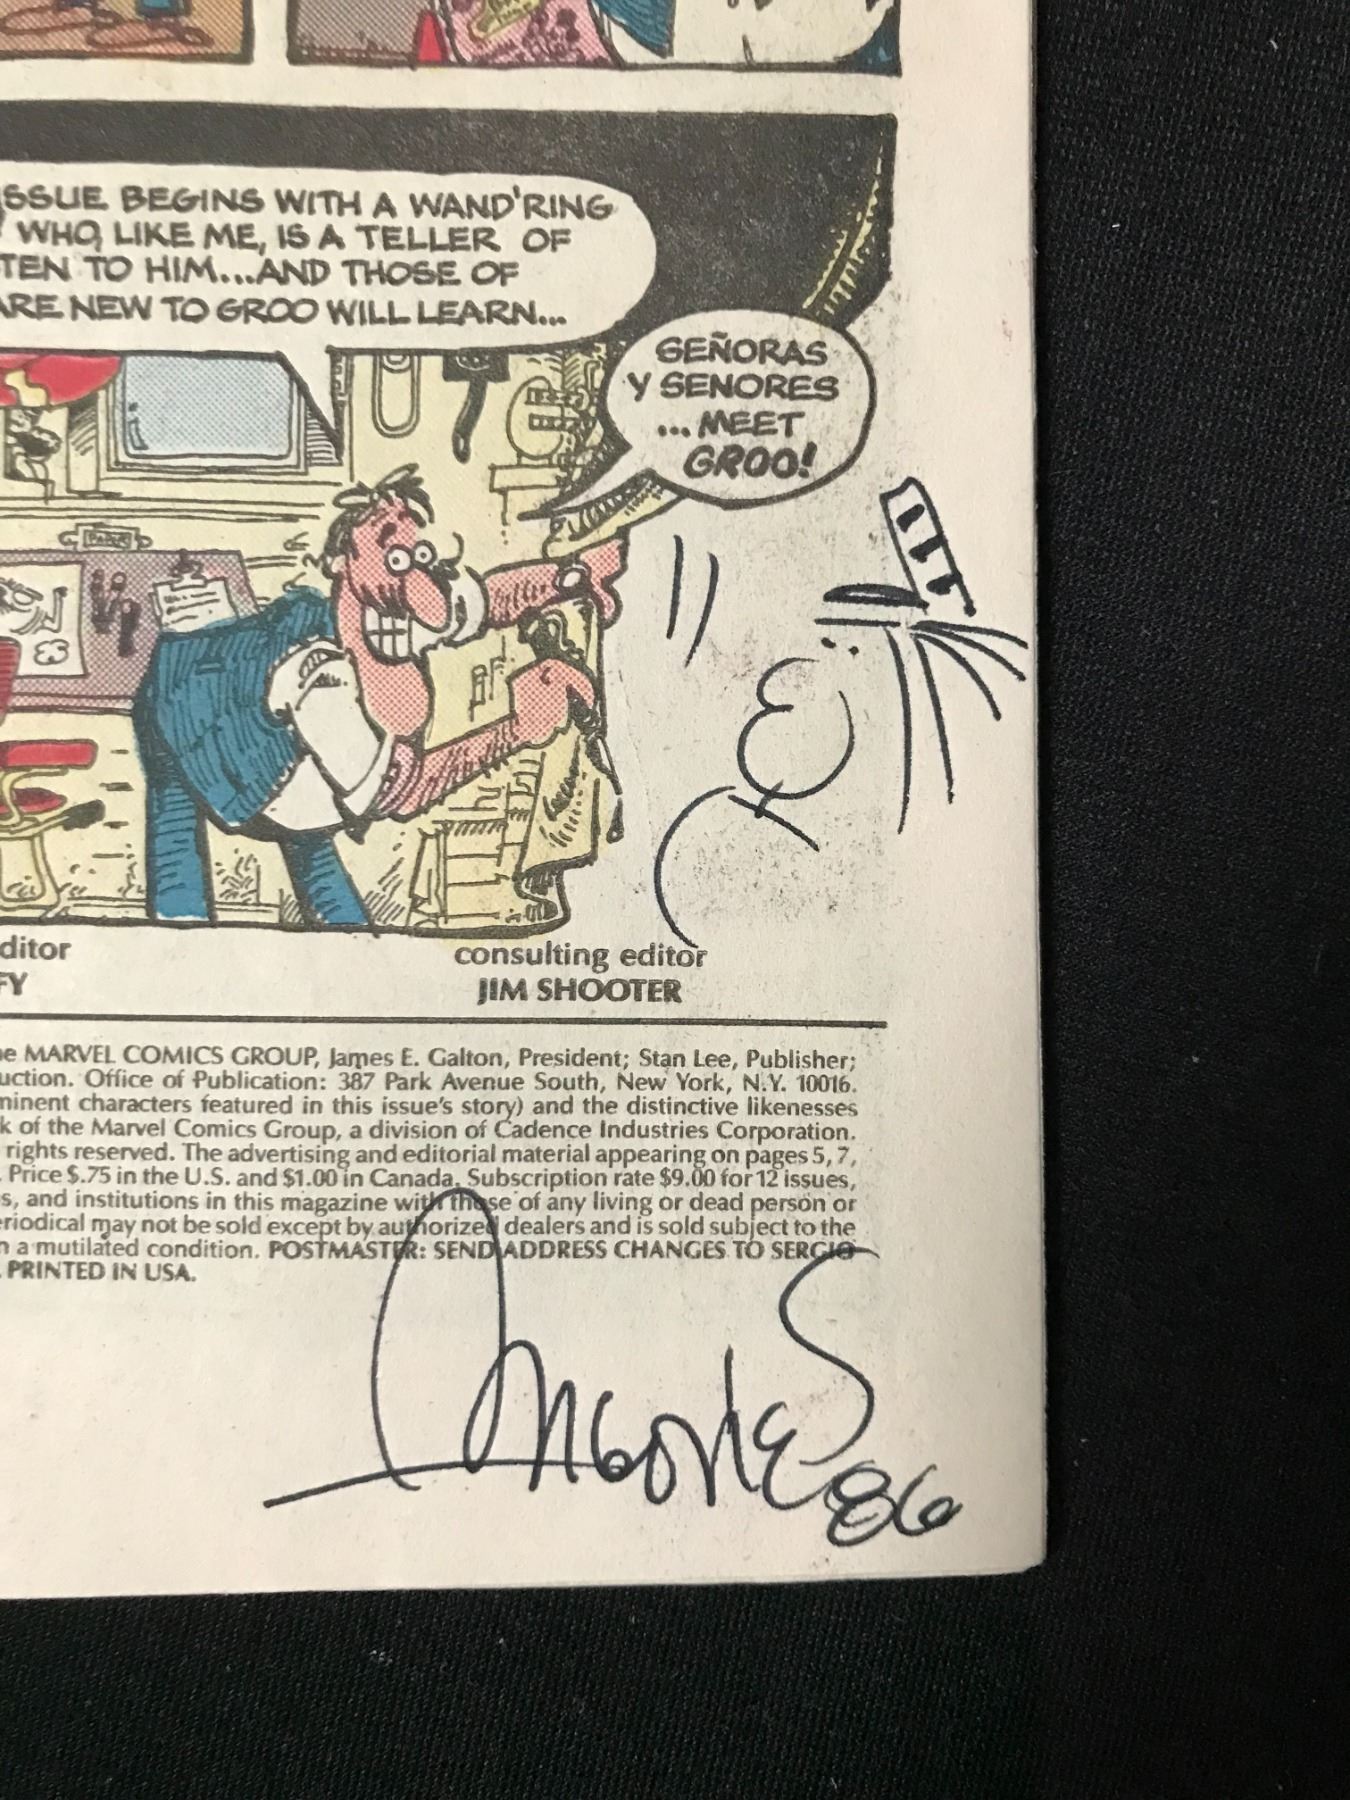 ISSUE BEGINS WITH A WAND'RING
WHO, LIKE ME, IS A TELLER OF
TEN TO HIM...AND THOSE OF
ARE NEW TO GROO WILL LEARN...
SEÑORAS
Y SENORES
...MEET
GROO!
ditor
FY
consulting editor
JIM SHOOTER
he MARVEL COMICS GROUP, James E. Galton, President; Stan Lee, Publisher;
uction. Office of Publication: 387 Park Avenue South, New York, N.Y. 10016.
minent characters featured in this issue's story) and the distinctive likenesses
k of the Marvel Comics Group, a division of Cadence Industries Corporation.
rights reserved. The advertising and editorial material appearing on pages 5, 7,
Price $.75 in the U.S. and $1.00 in Canada. Subscription rate $9.00 for 12 issues,
s, and institutions in this magazine with those of any living or dead person or
eriodical may not be sold except by authorized dealers and is sold subject to the
n a mutilated condition. POSTMASTER: SEND ADDRESS CHANGES TO SERGIO
PRINTED IN USA.
86